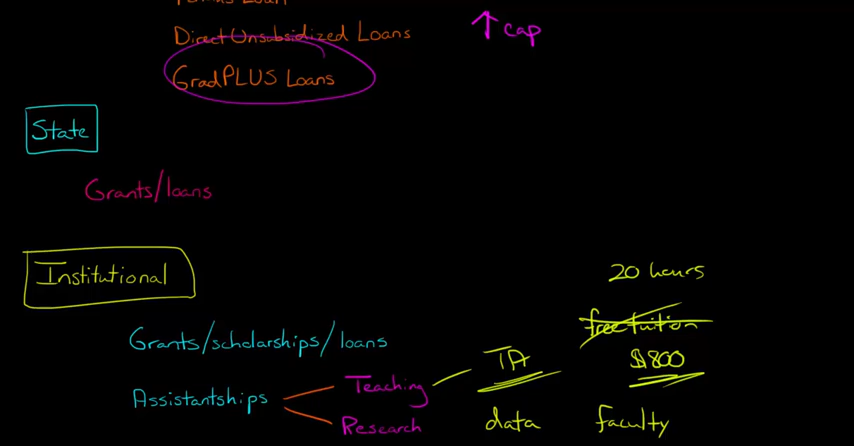 Loan
Direct Unsubsidized Loans
↑ cap
GradPLUS Loans
State
Grants/loans
Institutional
20 hours
free tuition
Grants/scholarships/loans
TA
$800
Assistantships
Teaching
Research
data
faculty